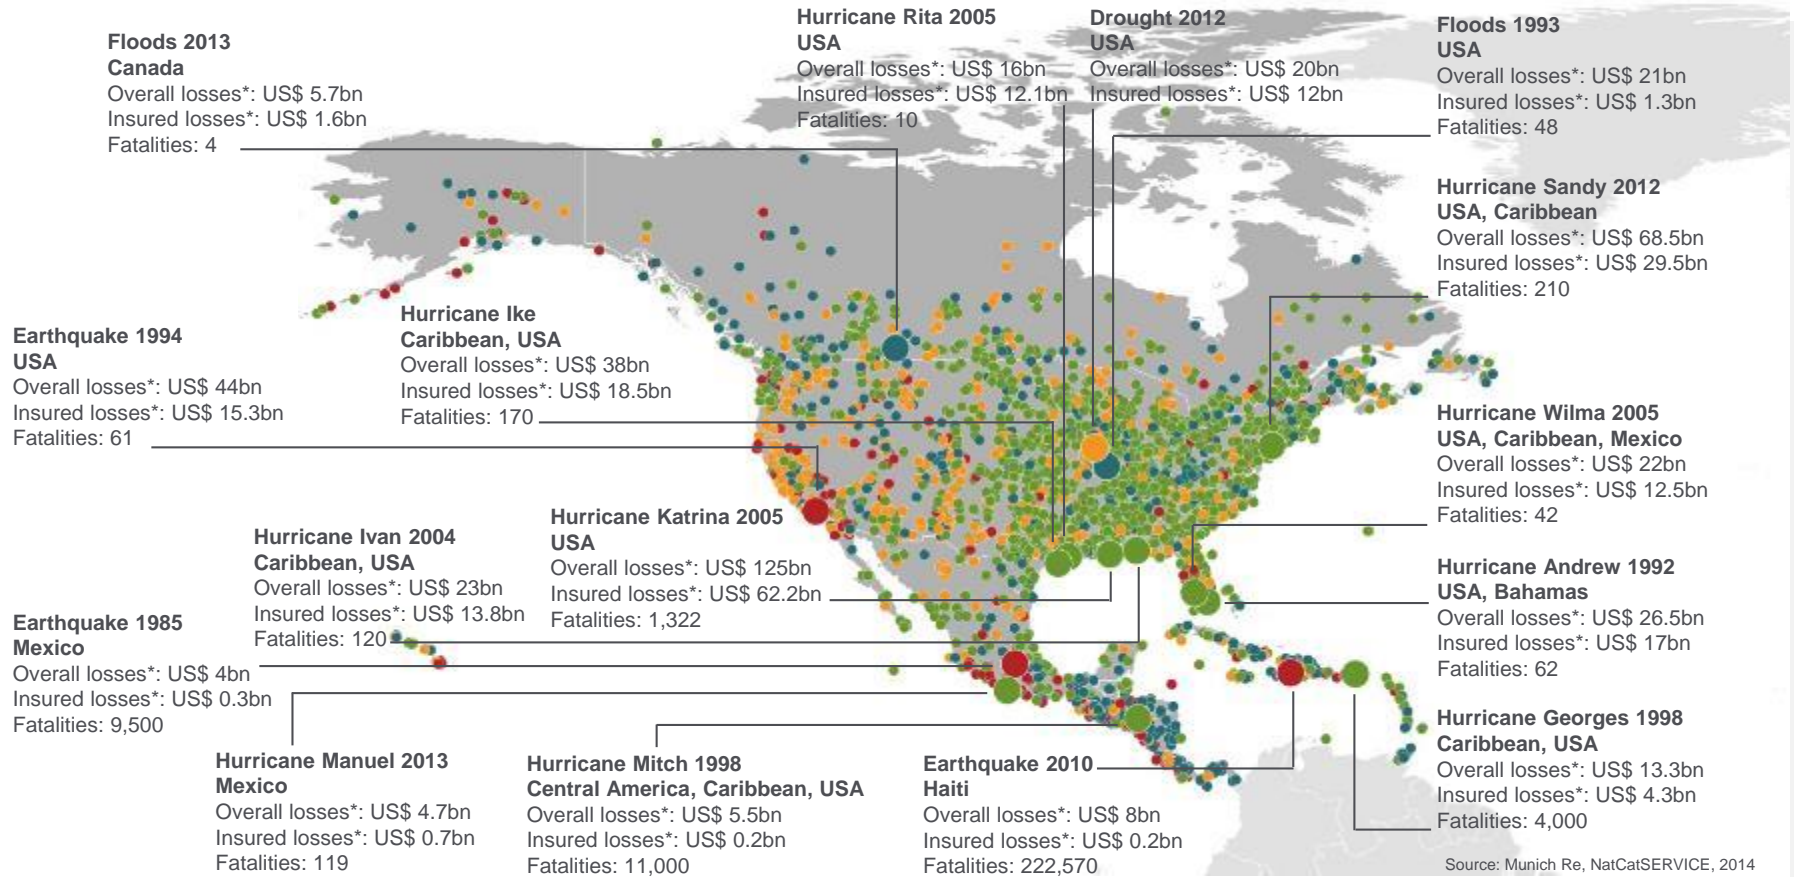 Floods 2013
Canada
Overall losses*: US$ 5.7bn
Insured losses*: US$ 1.6bn
Fatalities: 4
Hurricane Rita 2005
USA
Overall losses*: US$ 16bn
Insured losses*: US$ 12.1bn
Fatalities: 10
Drought 2012
USA
Overall losses*: US$ 20bn
Insured losses*: US$ 12bn
Floods 1993
USA
Overall losses*: US$ 21bn
Insured losses*: US$ 1.3bn
Fatalities: 48
Hurricane Sandy 2012
USA, Caribbean
Overall losses*: US$ 68.5bn
Insured losses*: US$ 29.5bn
Fatalities: 210
Earthquake 1994
USA
Overall losses*: US$ 44bn
Insured losses*: US$ 15.3bn
Fatalities: 61
Hurricane Ike
Caribbean, USA
Overall losses*: US$ 38bn
Insured losses*: US$ 18.5bn
Fatalities: 170
Hurricane Wilma 2005
USA, Caribbean, Mexico
Overall losses*: US$ 22bn
Insured losses*: US$ 12.5bn
Fatalities: 42
Hurricane Ivan 2004
Caribbean, USA
Overall losses*: US$ 23bn
Insured losses*: US$ 13.8bn
Fatalities: 120
Hurricane Katrina 2005
USA
Overall losses*: US$ 125bn
Insured losses*: US$ 62.2bn
Fatalities: 1,322
Hurricane Andrew 1992
USA, Bahamas
Overall losses*: US$ 26.5bn
Insured losses*: US$ 17bn
Fatalities: 62
Earthquake 1985
Mexico
Overall losses*: US$ 4bn
Insured losses*: US$ 0.3bn
Fatalities: 9,500
Hurricane Manuel 2013
Mexico
Overall losses*: US$ 4.7bn
Insured losses*: US$ 0.7bn
Fatalities: 119
Hurricane Mitch 1998
Central America, Caribbean, USA
Overall losses*: US$ 5.5bn
Insured losses*: US$ 0.2bn
Fatalities: 11,000
Earthquake 2010
Haiti
Overall losses*: US$ 8bn
Insured losses*: US$ 0.2bn
Fatalities: 222,570
Hurricane Georges 1998
Caribbean, USA
Overall losses*: US$ 13.3bn
Insured losses*: US$ 4.3bn
Fatalities: 4,000
Source: Munich Re, NatCatSERVICE, 2014